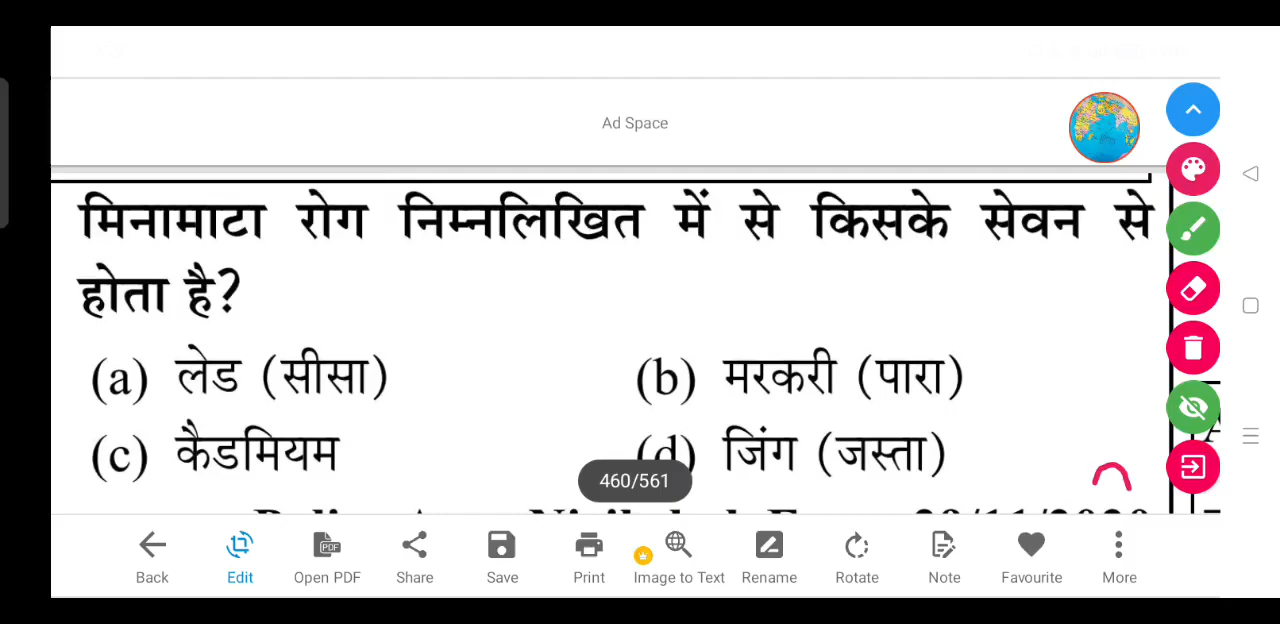 Ad Space
मिनामाटा रोग निम्नलिखित में से किसके सेवन से
होता है?
(a) लेड (सीसा) (b) मरकरी (पारा)
(c) कैडमियम (d) जिंग (जस्ता)
460/561
Back Edit Open PDF Share Save Print Image to Text Rename Rotate Note Favourite More